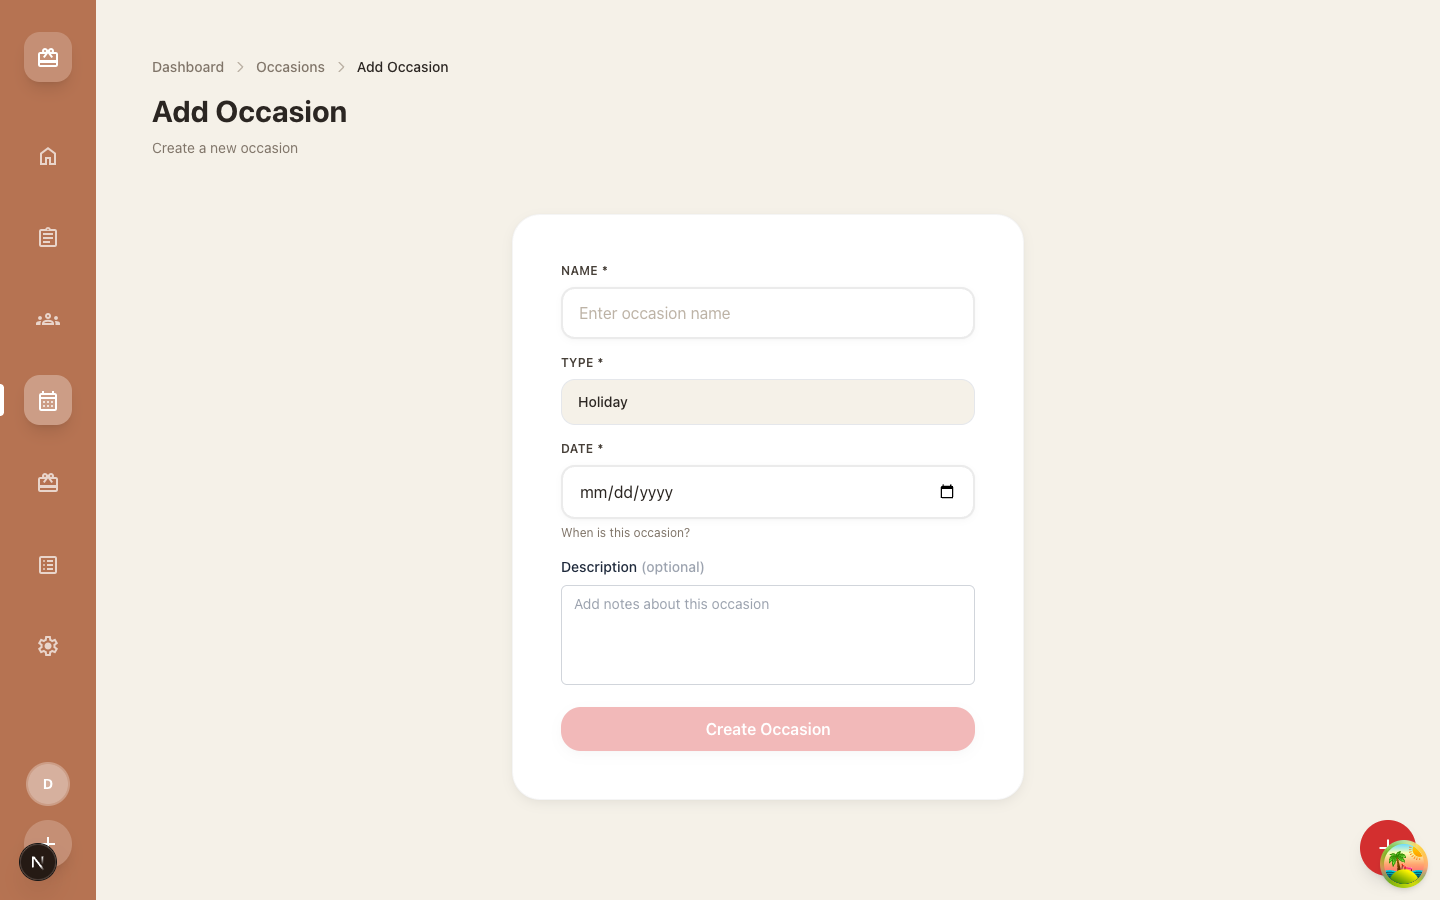 Dashboard > Occasions > Add Occasion
Add Occasion
Create a new occasion
NAME *
Enter occasion name
TYPE *
Holiday
DATE *
mm/dd/yyyy
When is this occasion?
Description (optional)
Add notes about this occasion
Create Occasion
D
N